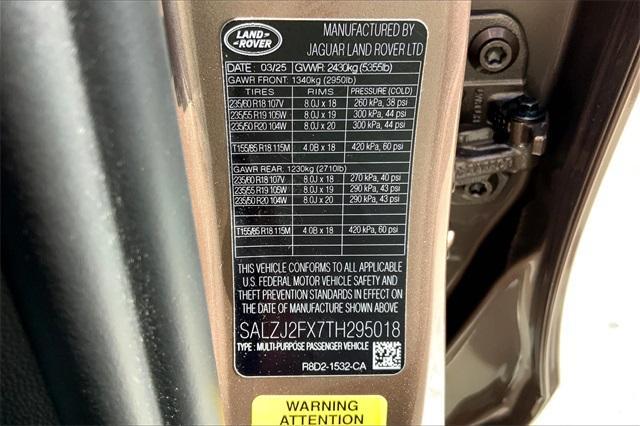 LAND-
ROVER
MANUFACTURED BY
JAGUAR LAND ROVER LTD
DATE : 03/25 GVWR: 2430kg (5355lb)
GAWR FRONT: 1340kg (2950lb)
TIRES RIMS PRESSURE (COLD)
235/60 R18 107V 8.0J x 18 260 kPa, 38 psi
235/55 R19 105W 8.0J x 19 300 kPa, 44 psi
235/50 R20 104W 8.0J x 20 300 kPa, 44 psi
T155/85 R18 115M 4.0B x 18 420 kPa, 60 psi
GAWR REAR: 1230kg (2710lb)
235/60 R18 107V 8.0J x 18 270 kPa, 40 psi
235/55 R19 105W 8.0J x 19 290 kPa, 43 psi
235/50 R20 104W 8.0J x 20 290 kPa, 43 psi
T155/85 R18 115M 4.0B x 18 420 kPa, 60 psi
THIS VEHICLE CONFORMS TO ALL APPLICABLE
U.S. FEDERAL MOTOR VEHICLE SAFETY AND
THEFT PREVENTION STANDARDS IN EFFECT ON
THE DATE OF MANUFACTURE SHOWN ABOVE
SALZJ2FX7TH295018
TYPE : MULTI-PURPOSE PASSENGER VEHICLE
R8D2-1532-CA
WARNING
ATTENTION